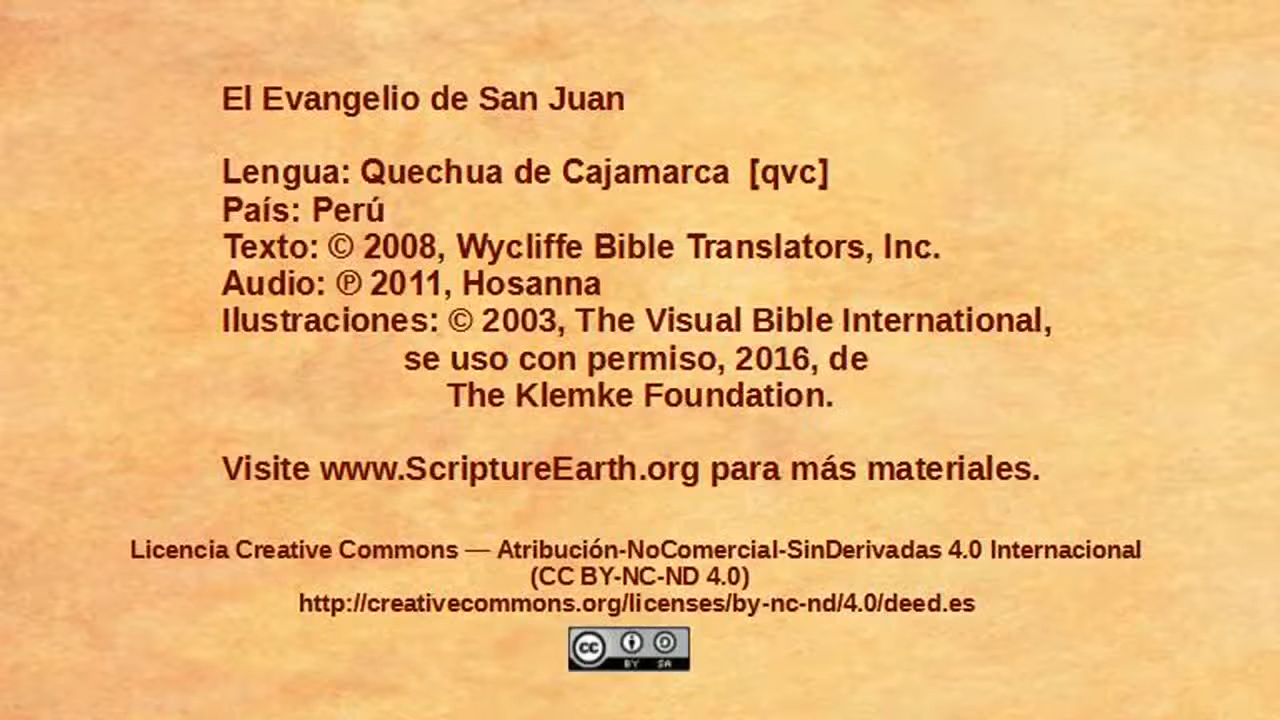 El Evangelio de San Juan
Lengua: Quechua de Cajamarca [qvc]
País: Perú
Texto: © 2008, Wycliffe Bible Translators, Inc.
Audio: ℗ 2011, Hosanna
Ilustraciones: © 2003, The Visual Bible International,
se uso con permiso, 2016, de
The Klemke Foundation.
Visite www.ScriptureEarth.org para más materiales.
Licencia Creative Commons — Atribución-NoComercial-SinDerivadas 4.0 Internacional
(CC BY-NC-ND 4.0)
http://creativecommons.org/licenses/by-nc-nd/4.0/deed.es
cc BY SA